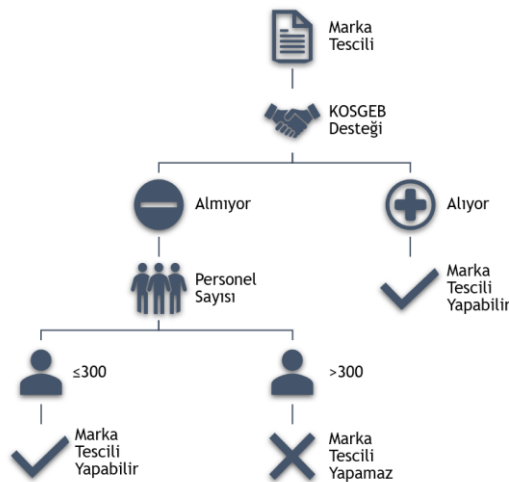 Marka
Tescili
KOSGEB
Desteği
Almıyor
Alıyor
Personel
Sayısı
Marka
Tescili
Yapabilir
≤300
>300
Marka
Tescili
Yapabilir
Marka
Tescili
Yapamaz